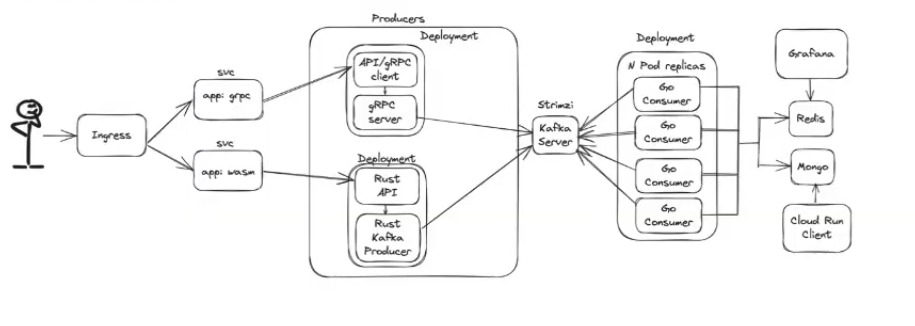 Producers
Deployment
Ingress
svc
app: grpc
svc
app: wasm
API/gRPC
client
gRPC
server
Deployment
Rust
API
Rust
Kafka
Producer
Strimzi
Kafka
Server
Deployment
N Pod replicas
Go
Consumer
Go
Consumer
Go
Consumer
Go
Consumer
Grafana
Redis
Mongo
Cloud Run
Client